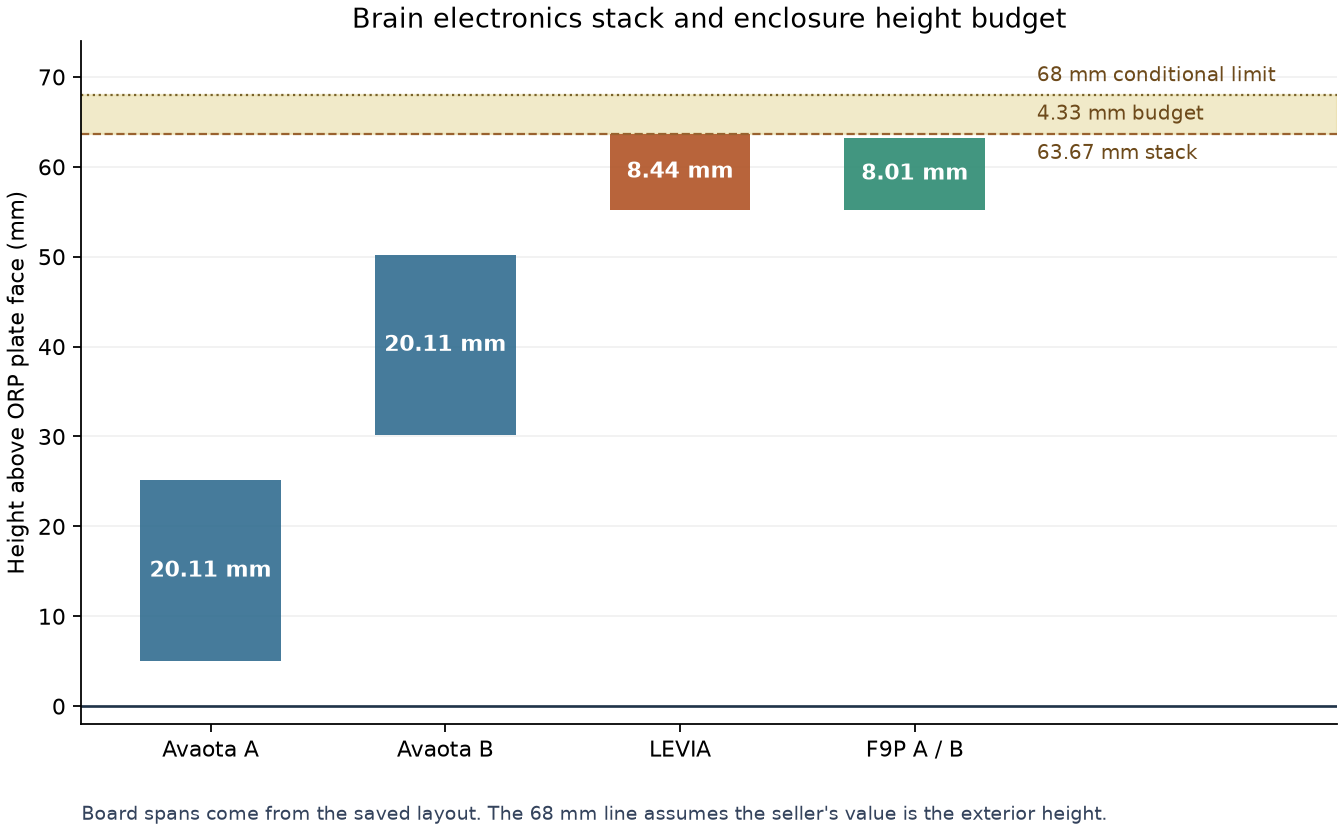 Brain electronics stack and enclosure height budget
Height above ORP plate face (mm)
70
60
50
40
30
20
10
0
68 mm conditional limit
4.33 mm budget
63.67 mm stack
8.44 mm
8.01 mm
20.11 mm
20.11 mm
Avaota A
Avaota B
LEVIA
F9P A / B
Board spans come from the saved layout. The 68 mm line assumes the seller's value is the exterior height.